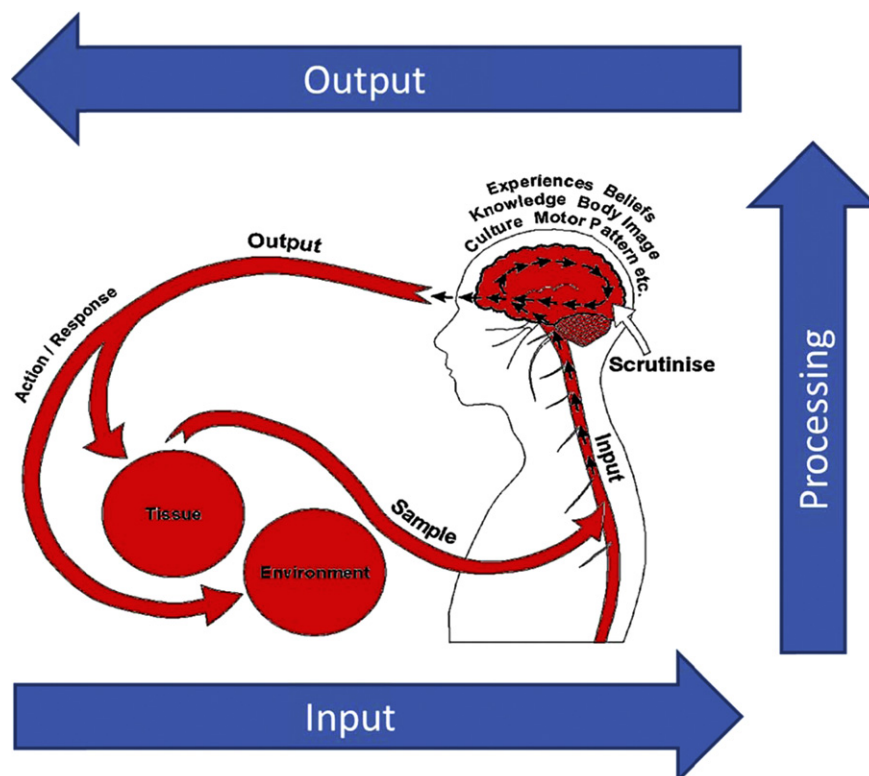 Output
Experiences Beliefs
Knowledge Body Image
Culture Motor Pattern etc.
Output
Action / Response
Scrutinise
Processing
Input
Tissue
Sample
Environment
Input